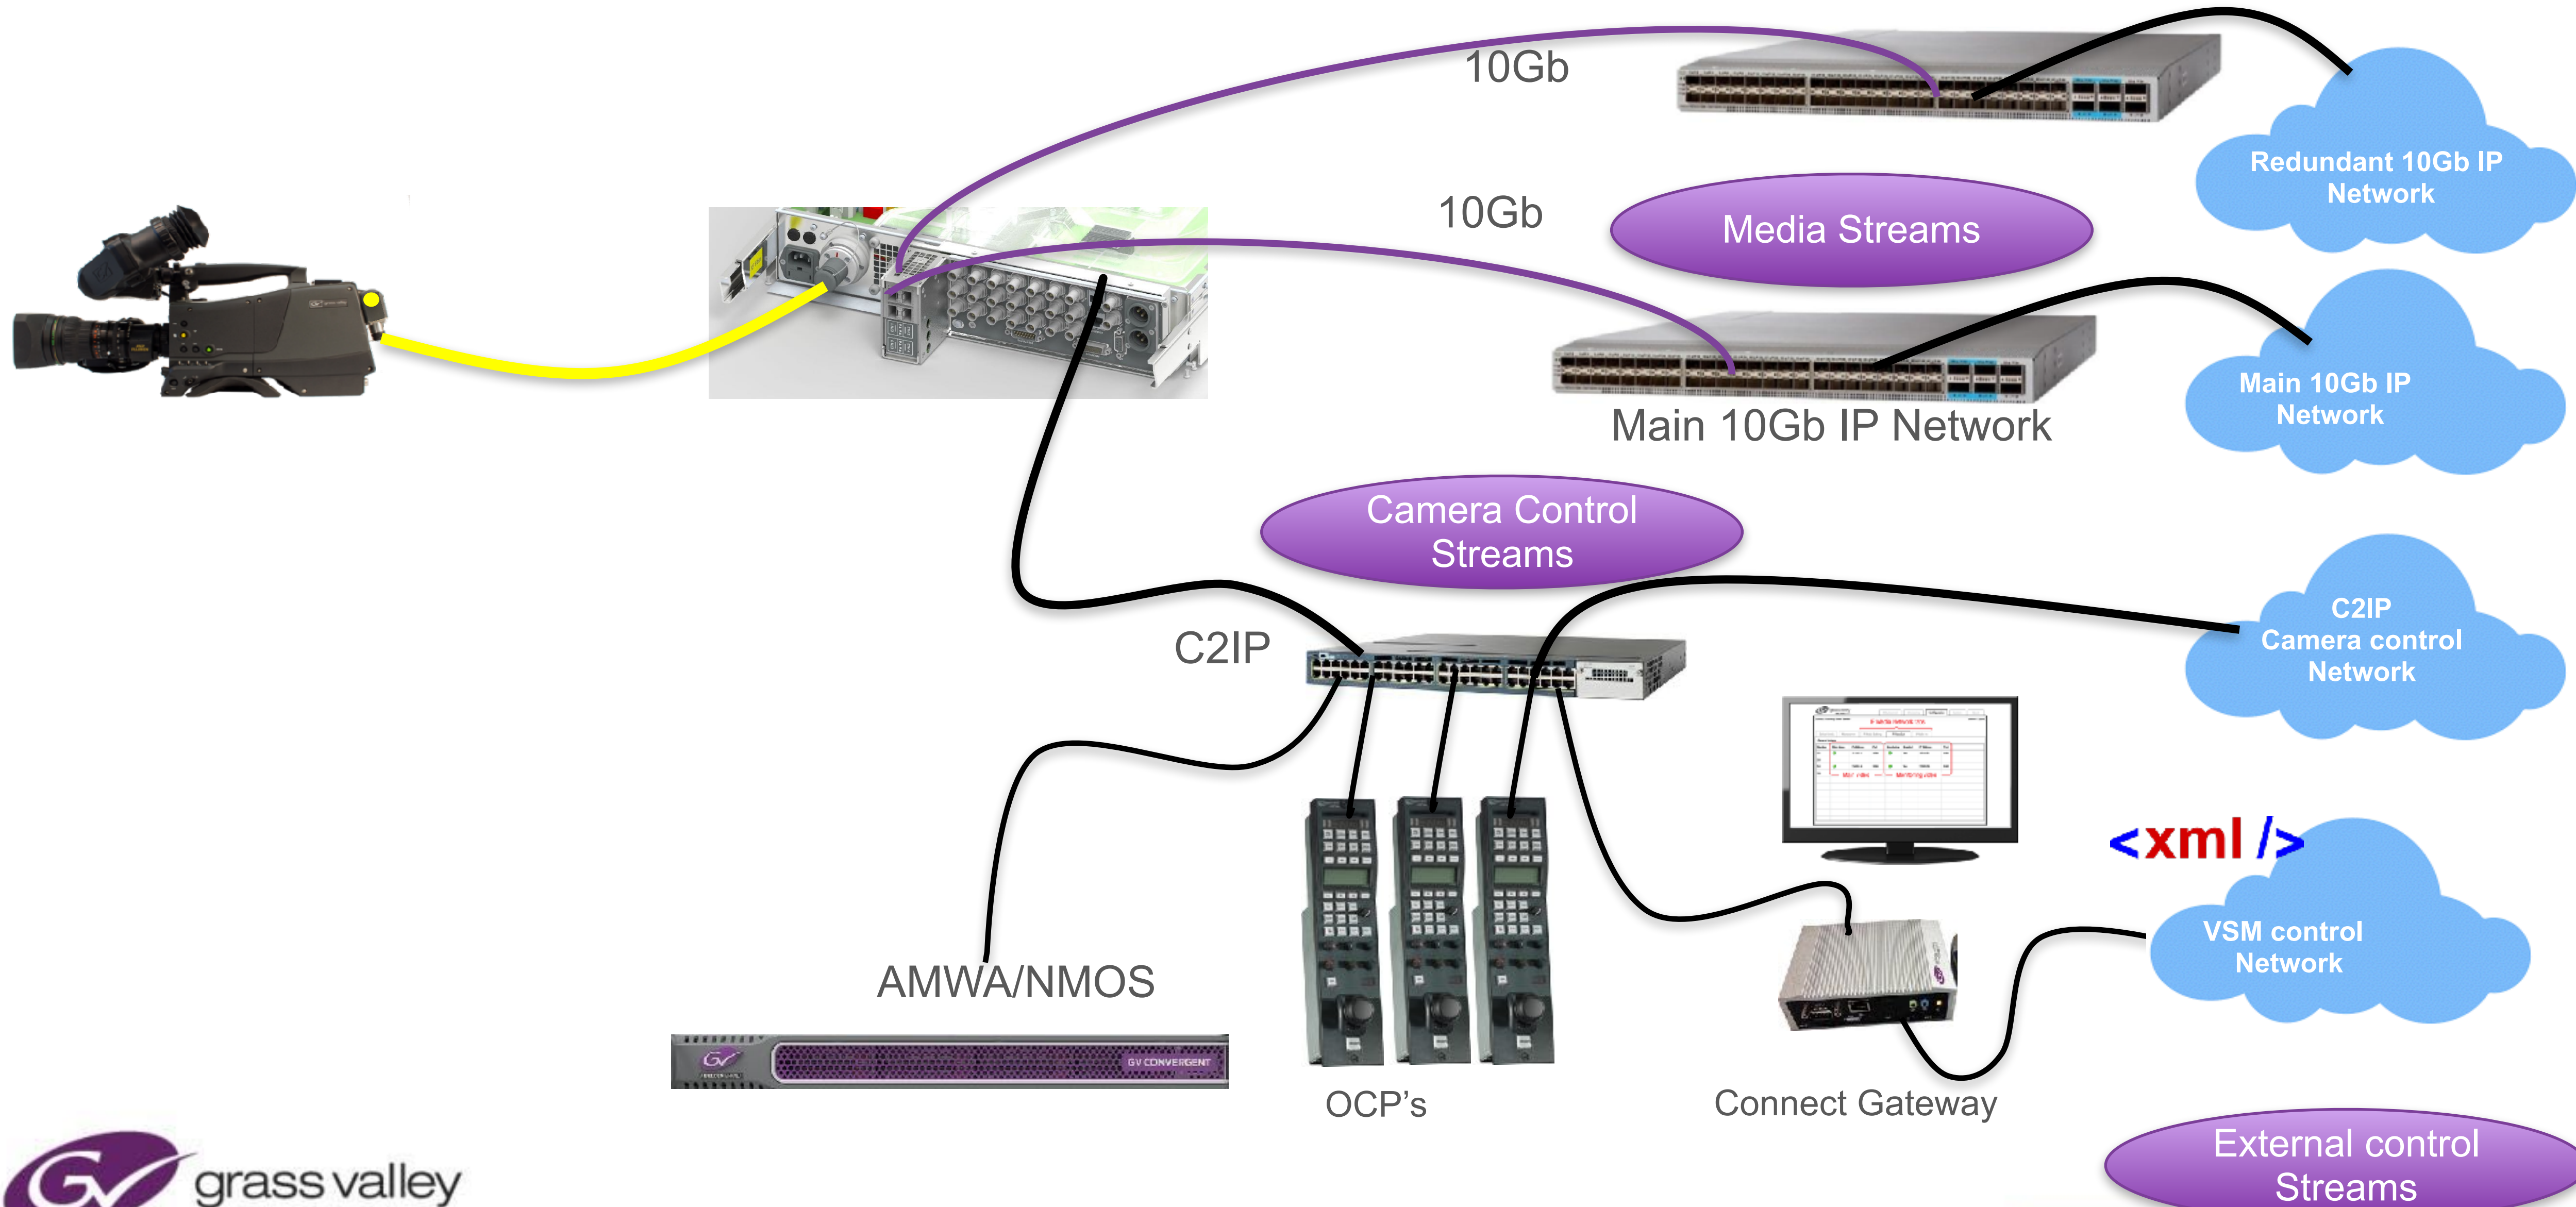 10Gb
Redundant 10Gb IP
Network
10Gb
Media Streams
Main 10Gb IP
Network
Main 10Gb IP Network
Camera Control
Streams
C2IP
Camera control
Network
C2IP
<xml />
VSM control
Network
AMWA/NMOS
GV CONVERGENT
OCP's
Connect Gateway
External control
Streams
GV grass valley